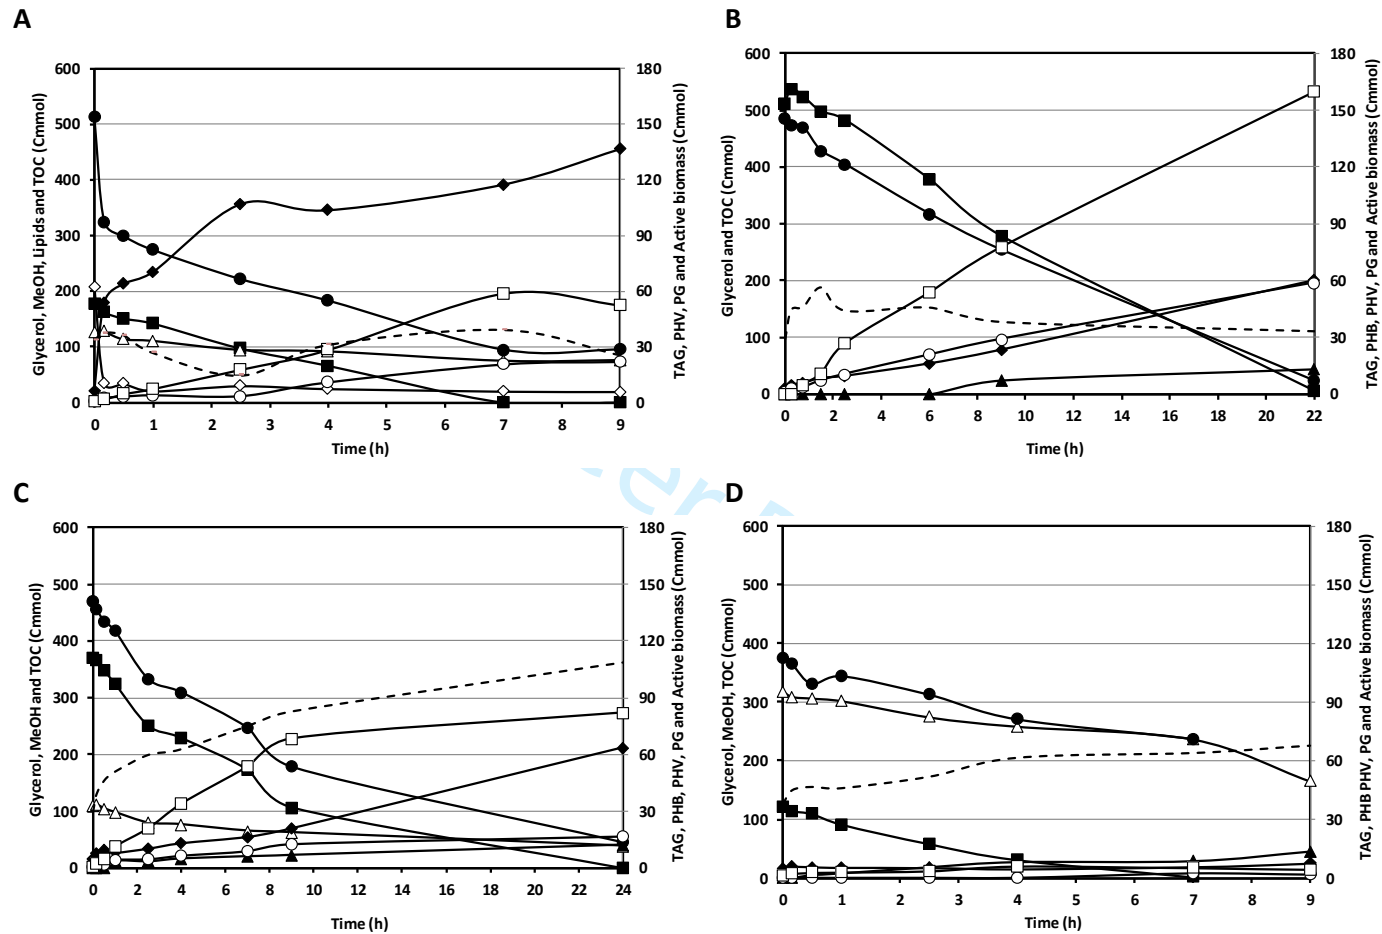 A
Glycerol, MeOH, Lipids and TOC (Cmmol)
600
500
400
300
200
100
0
0 1 2 3 4 5 6 7 8 9
Time (h)
180
150
120
90
60
30
0
TAG, PHB, PHV, PG and Active biomass (Cmmol)
B
Glycerol and TOC (Cmmol)
600
500
400
300
200
100
0
0 2 4 6 8 10 12 14 16 18 20 22
Time (h)
180
150
120
90
60
30
0
TAG, PHB, PHV, PG and Active biomass (Cmmol)
C
Glycerol, MeOH and TOC (Cmmol)
600
500
400
300
200
100
0
0 2 4 6 8 10 12 14 16 18 20 22 24
Time (h)
180
150
120
90
60
30
0
TAG, PHB, PHV, PG and Active biomass (Cmmol)
D
Glycerol, MeOH, TOC (Cmmol)
600
500
400
300
200
100
0
0 1 2 3 4 5 6 7 8 9
Time (h)
180
150
120
90
60
30
0
TAG, PHB PHV, PG and Active biomass (Cmmol)